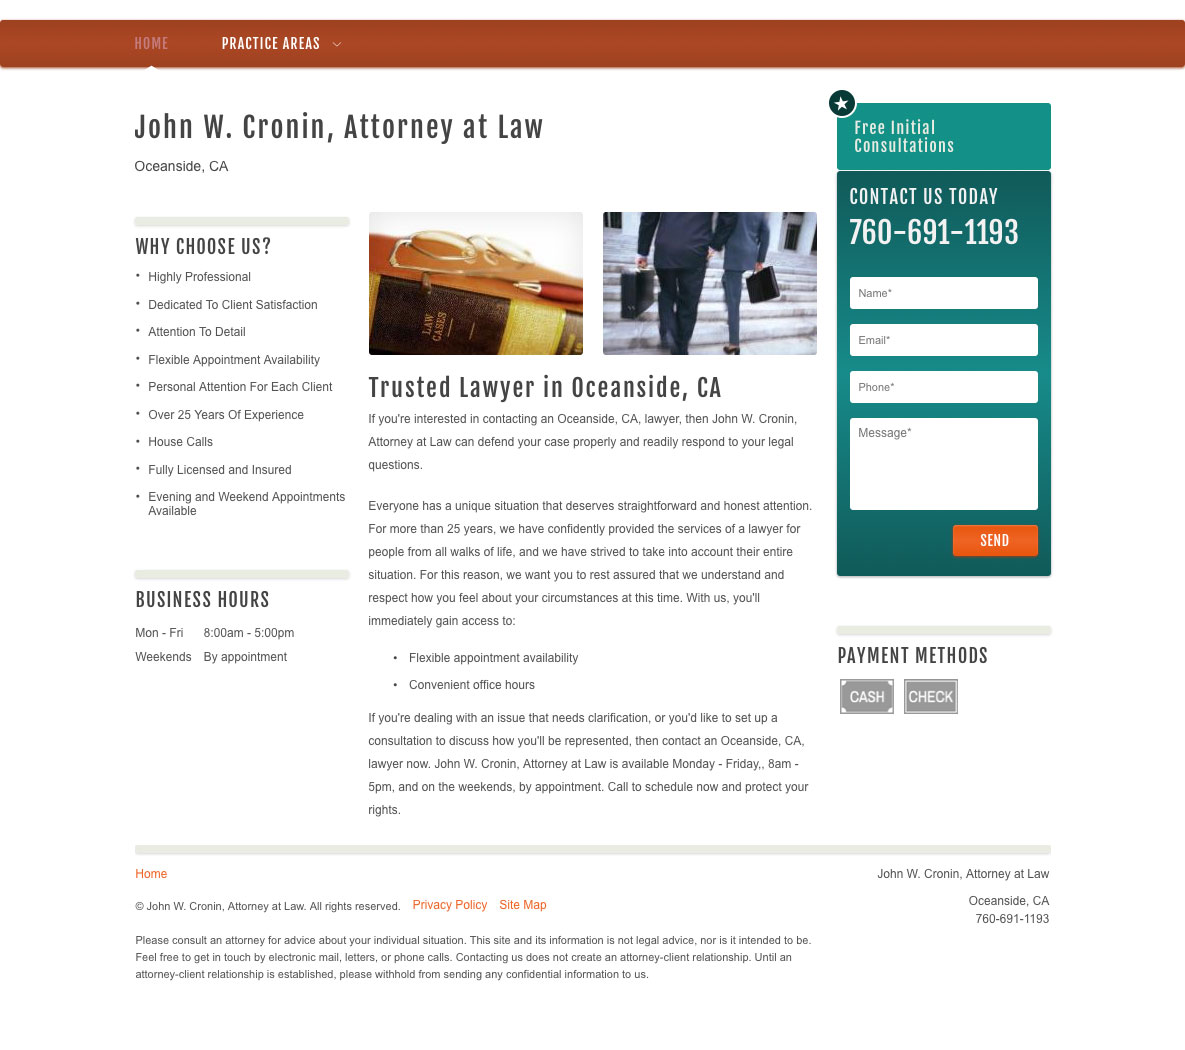 HOME
PRACTICE AREAS
John W. Cronin, Attorney at Law
Oceanside, CA
WHY CHOOSE US?
• Highly Professional
• Dedicated To Client Satisfaction
• Attention To Detail
• Flexible Appointment Availability
• Personal Attention For Each Client
• Over 25 Years Of Experience
• House Calls
• Fully Licensed and Insured
• Evening and Weekend Appointments
Available
BUSINESS HOURS
Mon - Fri 8:00am - 5:00pm
Weekends By appointment
LAW
CASES
Trusted Lawyer in Oceanside, CA
If you're interested in contacting an Oceanside, CA, lawyer, then John W. Cronin,
Attorney at Law can defend your case properly and readily respond to your legal
questions.
Everyone has a unique situation that deserves straightforward and honest attention.
For more than 25 years, we have confidently provided the services of a lawyer for
people from all walks of life, and we have strived to take into account their entire
situation. For this reason, we want you to rest assured that we understand and
respect how you feel about your circumstances at this time. With us, you'll
immediately gain access to:
• Flexible appointment availability
• Convenient office hours
If you're dealing with an issue that needs clarification, or you'd like to set up a
consultation to discuss how you'll be represented, then contact an Oceanside, CA,
lawyer now. John W. Cronin, Attorney at Law is available Monday - Friday,, 8am -
5pm, and on the weekends, by appointment. Call to schedule now and protect your
rights.
Free Initial
Consultations
CONTACT US TODAY
760-691-1193
Name*
Email*
Phone*
Message*
SEND
PAYMENT METHODS
CASH CHECK
Home
© John W. Cronin, Attorney at Law. All rights reserved. Privacy Policy Site Map
Please consult an attorney for advice about your individual situation. This site and its information is not legal advice, nor is it intended to be.
Feel free to get in touch by electronic mail, letters, or phone calls. Contacting us does not create an attorney-client relationship. Until an
attorney-client relationship is established, please withhold from sending any confidential information to us.
John W. Cronin, Attorney at Law
Oceanside, CA
760-691-1193